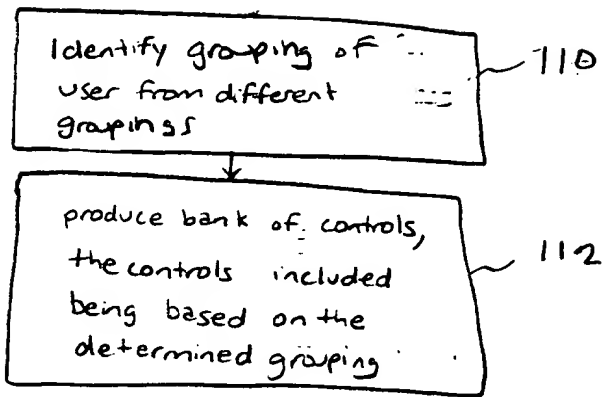 Identify grouping of
user from different
groupings
110
produce bank of controls,
the controls included
being based on the
determined grouping
112